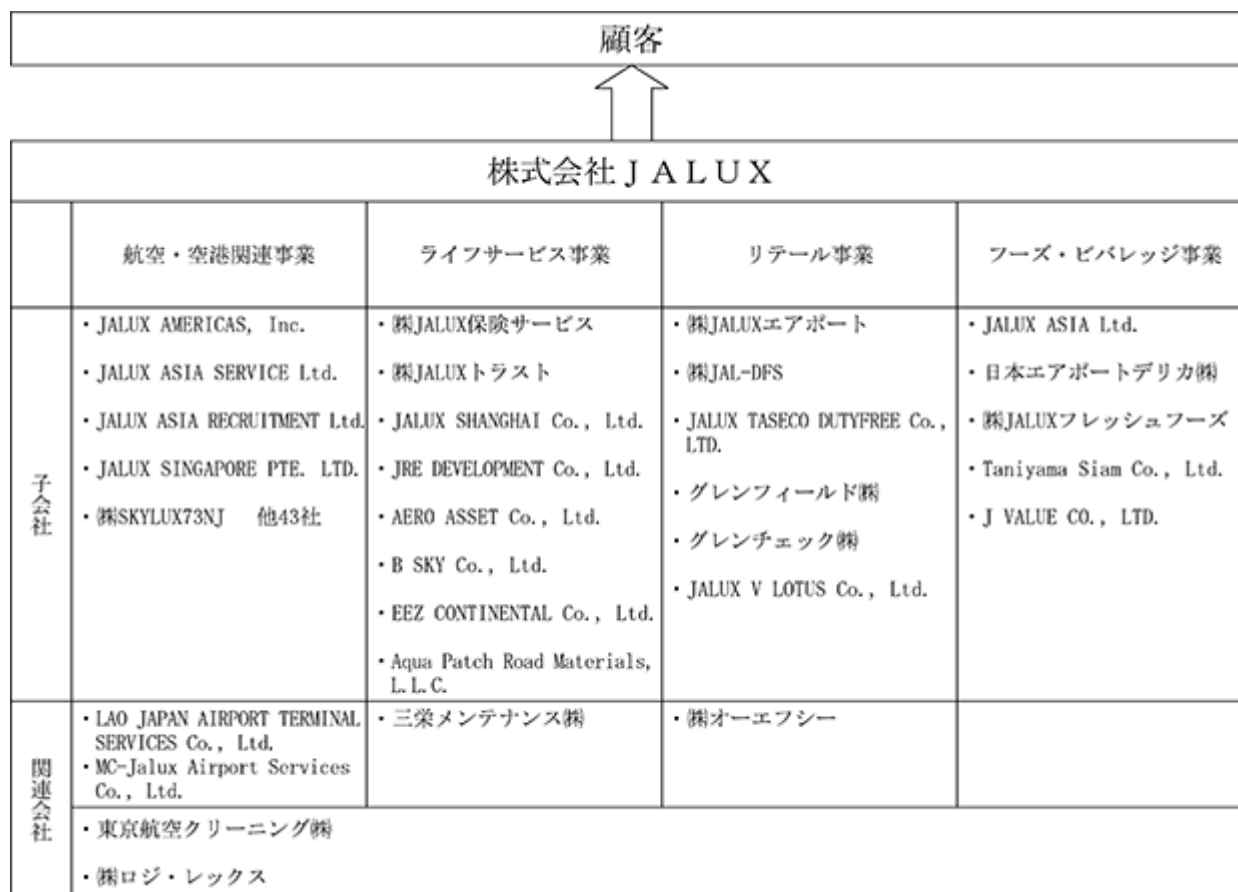 顧客
株式会社ＪＡＬＵＸ
航空・空港関連事業
ライフサービス事業
リテール事業
フーズ・ビバレッジ事業
子会社
・JALUX AMERICAS, Inc.
・JALUX ASIA SERVICE Ltd.
・JALUX ASIA RECRUITMENT Ltd.
・JALUX SINGAPORE PTE. LTD.
・㈱SKYLUX73NJ　他43社
・㈱JALUX保険サービス
・㈱JALUXトラスト
・JALUX SHANGHAI Co., Ltd.
・JRE DEVELOPMENT Co., Ltd.
・AERO ASSET Co., Ltd.
・B SKY Co., Ltd.
・EEZ CONTINENTAL Co., Ltd.
・Aqua Patch Road Materials,
L.L.C.
・㈱JALUXエアポート
・㈱JAL-DFS
・JALUX TASECO DUTYFREE Co.,
LTD.
・グレンフィールド㈱
・グレンチェック㈱
・JALUX V LOTUS Co., Ltd.
・JALUX ASIA Ltd.
・日本エアポートデリカ㈱
・㈱JALUXフレッシュフーズ
・Taniyama Siam Co., Ltd.
・J VALUE CO., LTD.
関連会社
・LAO JAPAN AIRPORT TERMINAL
SERVICES Co., Ltd.
・MC-Jalux Airport Services
Co., Ltd.
・三栄メンテナンス㈱
・㈱オーエフシー
・東京航空クリーニング㈱
・㈱ロジ・レックス